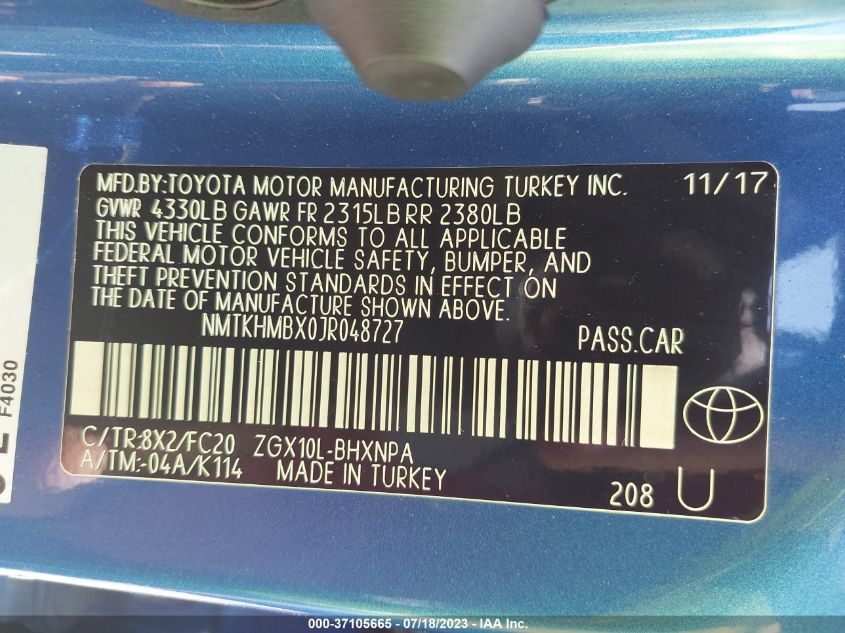 MFD.BY:TOYOTA MOTOR MANUFACTURING TURKEY INC. 11/17
GVWR 4330LB GAWR FR 2315LB RR 2380LB
THIS VEHICLE CONFORMS TO ALL APPLICABLE
FEDERAL MOTOR VEHICLE SAFETY, BUMPER, AND
THEFT PREVENTION STANDARDS IN EFFECT ON
THE DATE OF MANUFACTURE SHOWN ABOVE.
NMTKHMBX0JR048727 PASS.CAR
C/TR:8X2/FC20 ZGX10L-BHXNPA
A/TM:-04A/K114 MADE IN TURKEY
208 U
F4030
000-37105665 - 07/18/2023 - IAA Inc.